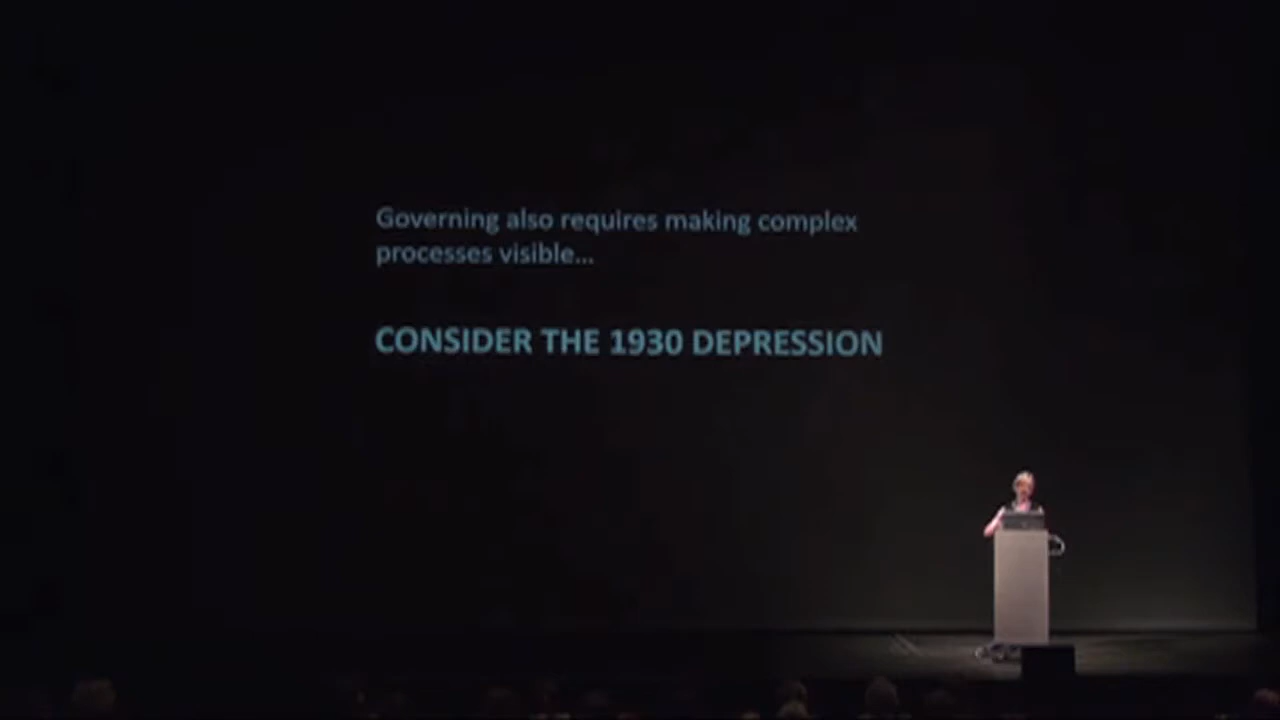 Governing also requires making complex
processes visible...
CONSIDER THE 1930 DEPRESSION